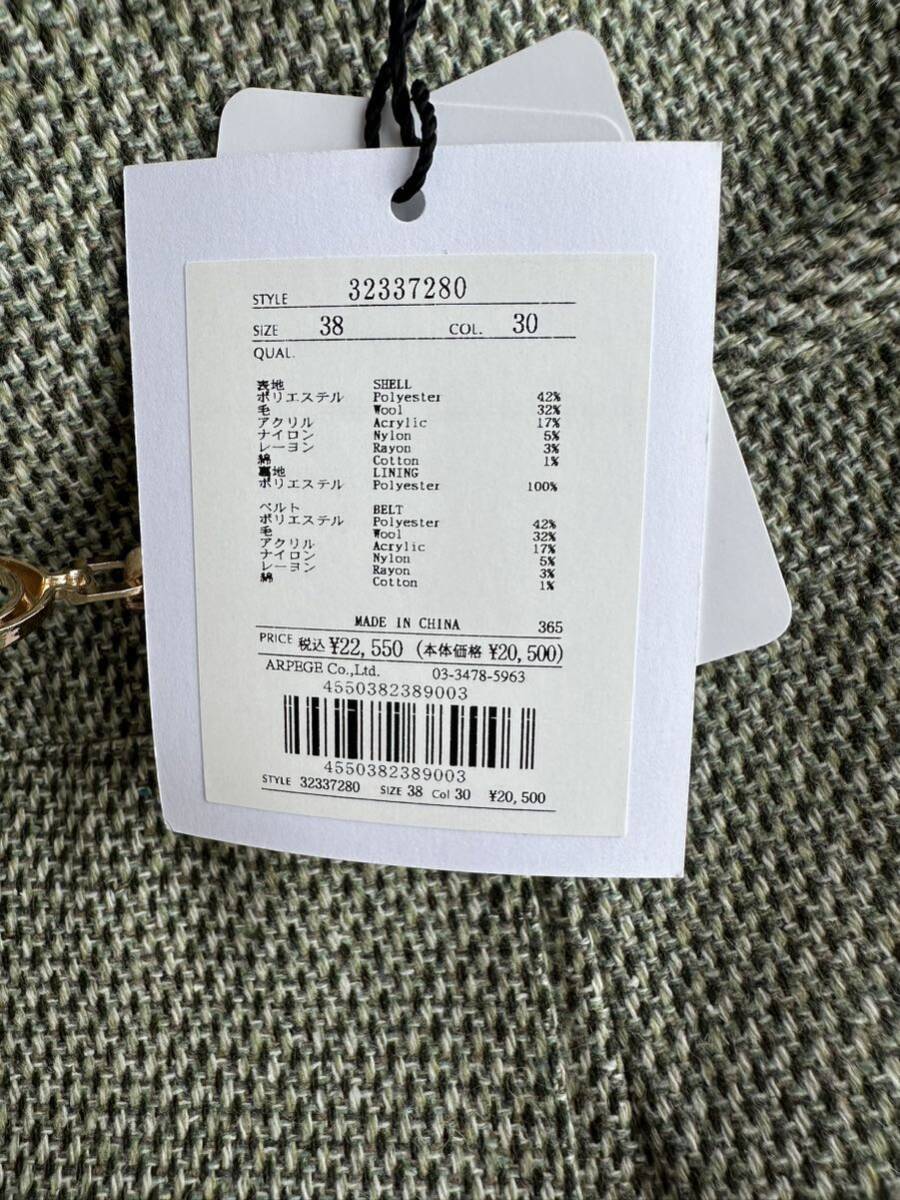 STYLE 32337280
SIZE 38 COL. 30
QUAL.
表地 SHELL
ポリエステル Polyester 42%
毛 Wool 32%
アクリル Acrylic 17%
ナイロン Nylon 5%
レーヨン Rayon 3%
綿 Cotton 1%
裏地 LINING
ポリエステル Polyester 100%
ベルト BELT
ポリエステル Polyester 42%
毛 Wool 32%
アクリル Acrylic 17%
ナイロン Nylon 5%
レーヨン Rayon 3%
綿 Cotton 1%
MADE IN CHINA 365
PRICE 税込 ¥22,550 (本体価格 ¥20,500)
ARPEGE Co.,Ltd. 03-3478-5963
4550382389003
4550382389003
STYLE 32337280 SIZE 38 Col 30 ¥20,500